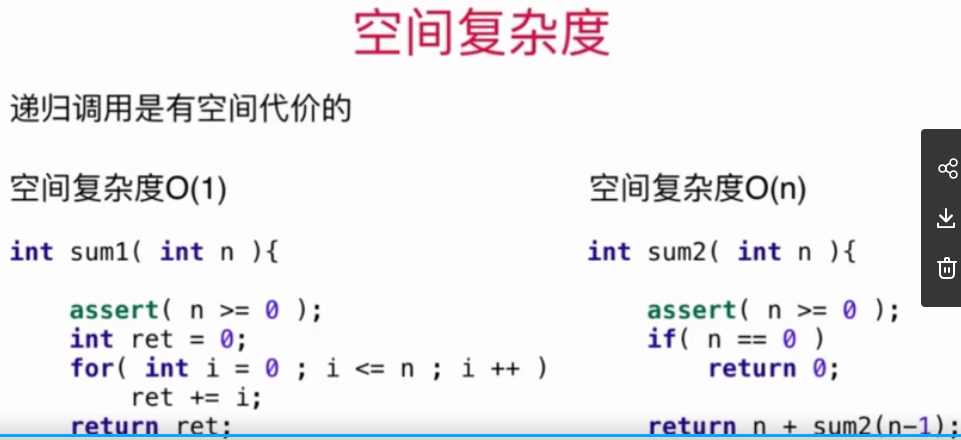 空间复杂度
递归调用是有空间代价的
空间复杂度O(1)
int sum1( int n ){
assert( n >= 0 );
int ret = 0;
for( int i = 0 ; i <= n ; i ++ )
ret += i;
return ret;
空间复杂度O(n)
int sum2( int n ){
assert( n >= 0 );
if( n == 0 )
return 0;
return n + sum2(n-1);